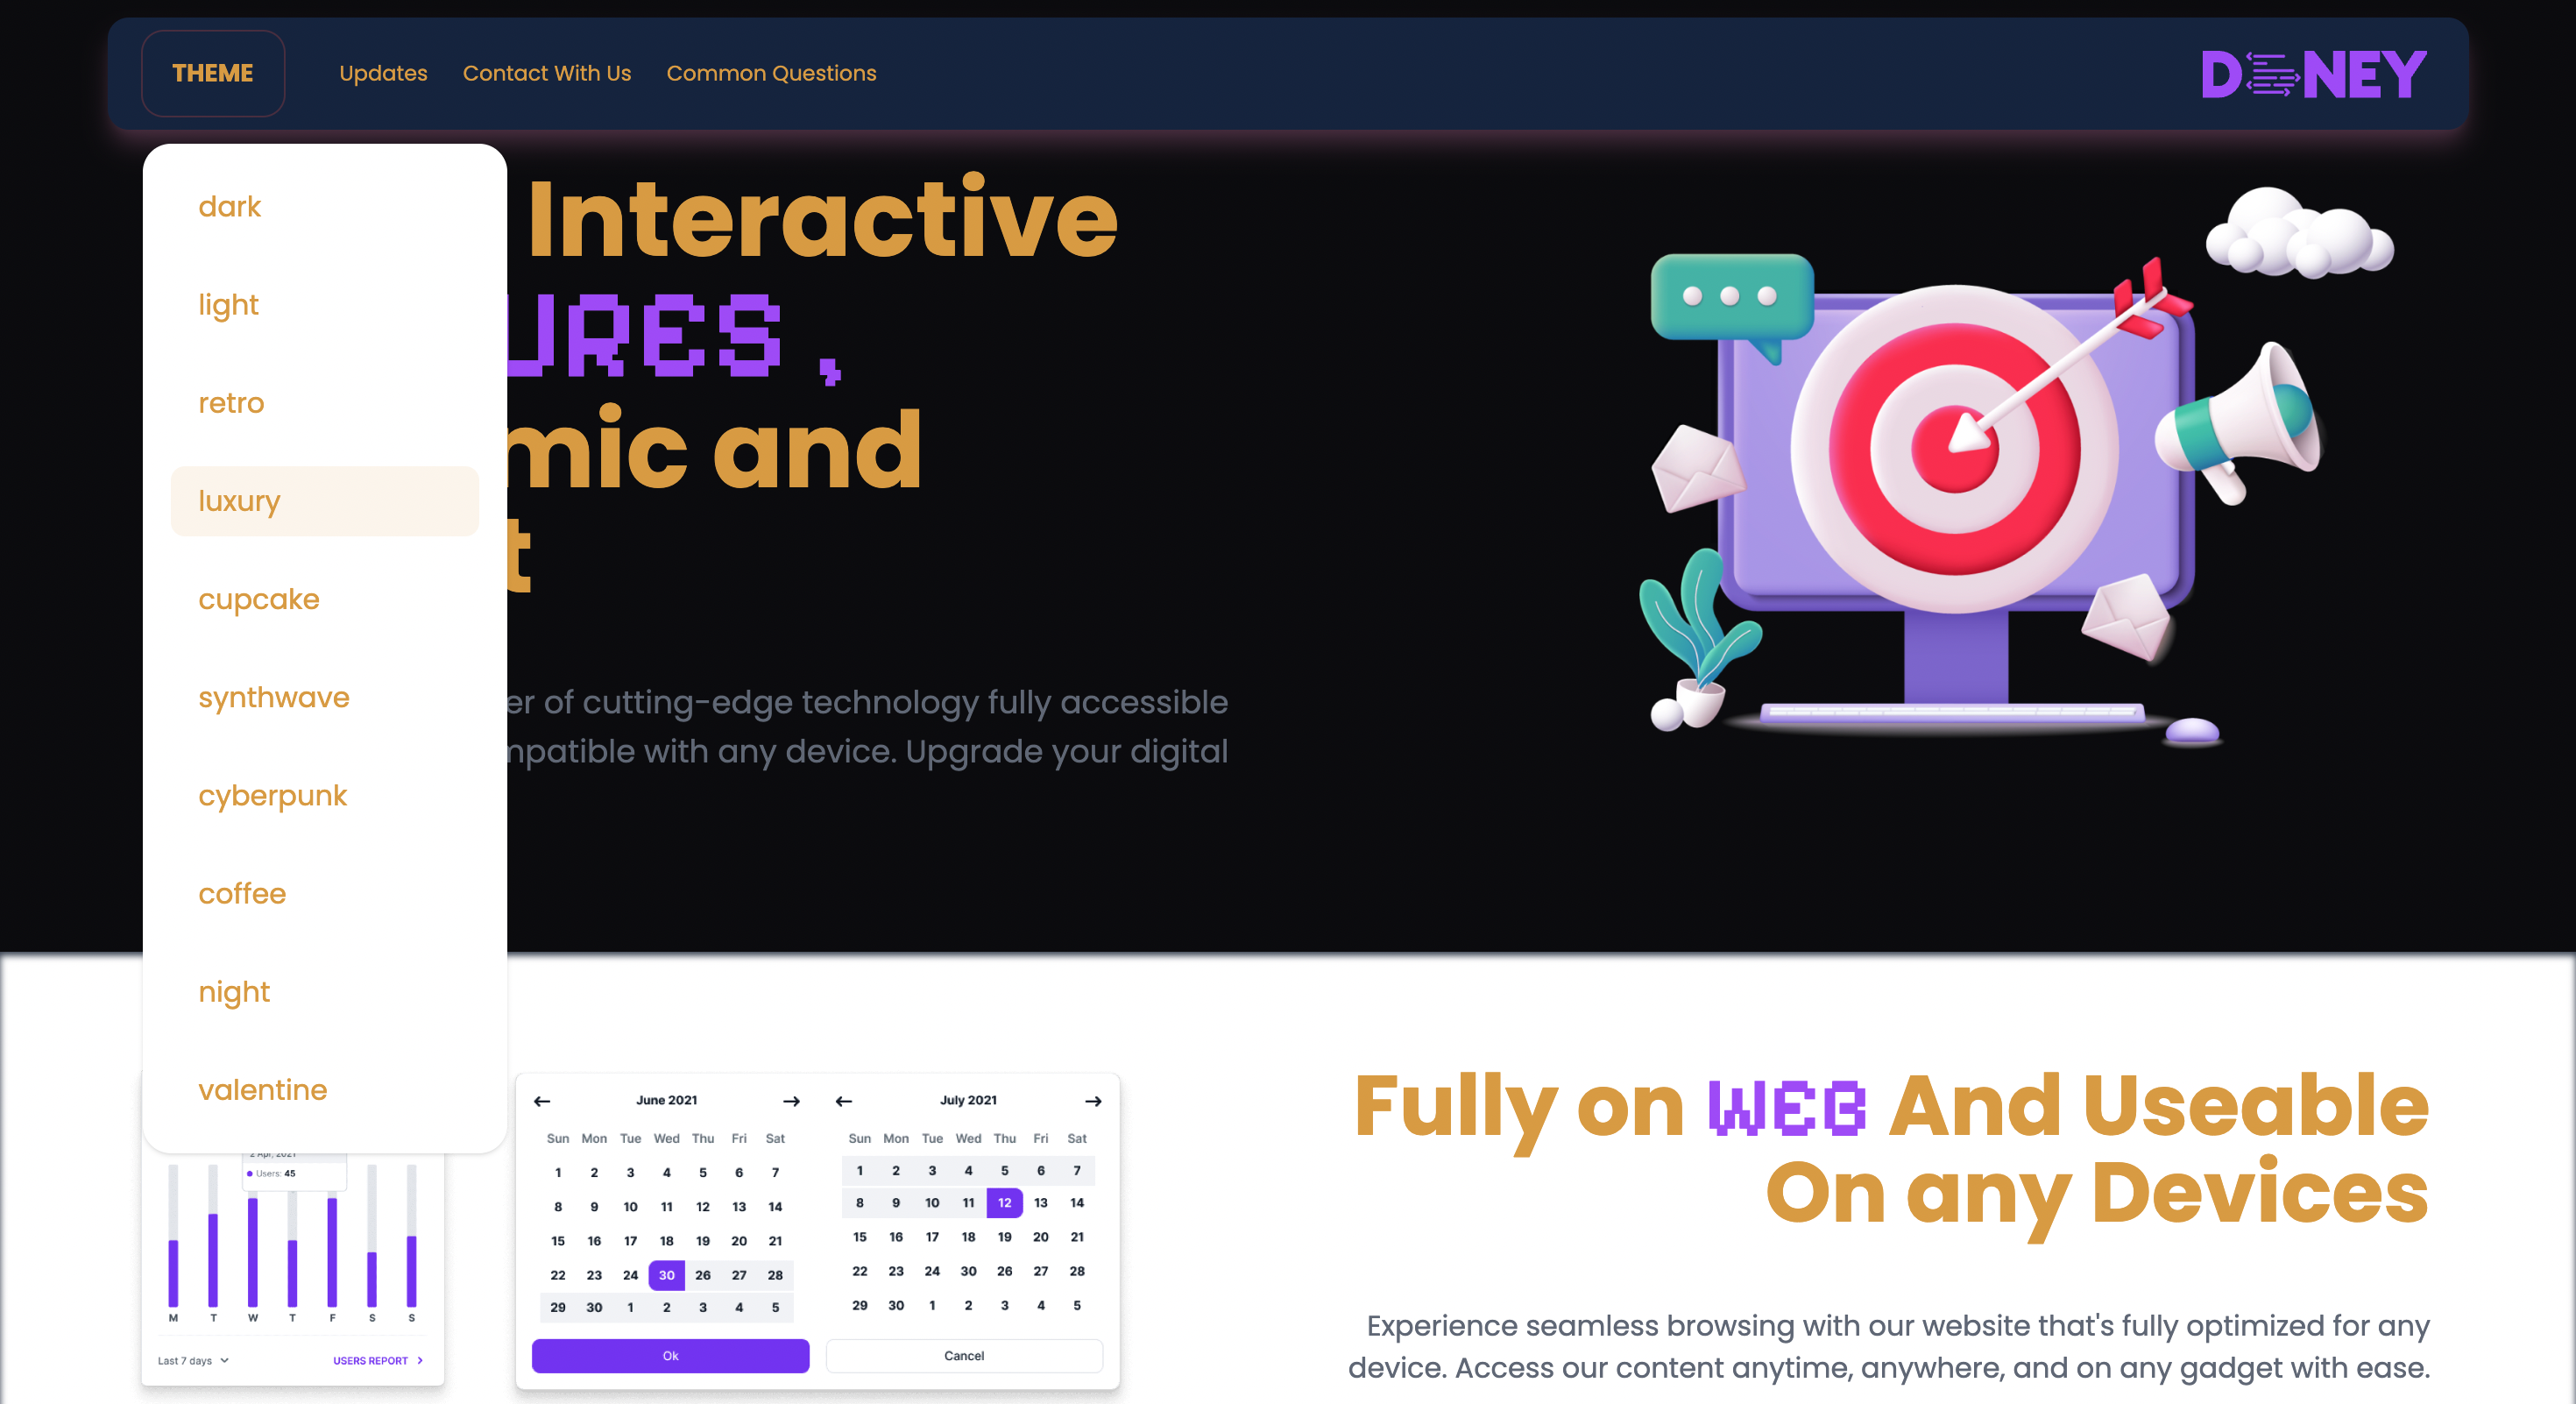 THEME
Updates
Contact With Us
Common Questions
dark
light
retro
luxury
cupcake
synthwave
cyberpunk
coffee
night
valentine
Interactive
URES,
mic and
t
er of cutting-edge technology fully accessible
mpatible with any device. Upgrade your digital
2 Apr, 2021
Users: 45
M T W T F S S
Last 7 days
USERS REPORT
June 2021
Sun Mon Tue Wed Thu Fri Sat
1 2 3 4 5 6 7
8 9 10 11 12 13 14
15 16 17 18 19 20 21
22 23 24 30 26 27 28
29 30 1 2 3 4 5
Ok
July 2021
Sun Mon Tue Wed Thu Fri Sat
1 2 3 4 5 6 7
8 9 10 11 12 13 14
15 16 17 18 19 20 21
22 23 24 30 26 27 28
29 30 1 2 3 4 5
Cancel
Fully on WEB And Useable
On any Devices
Experience seamless browsing with our website that's fully optimized for any
device. Access our content anytime, anywhere, and on any gadget with ease.